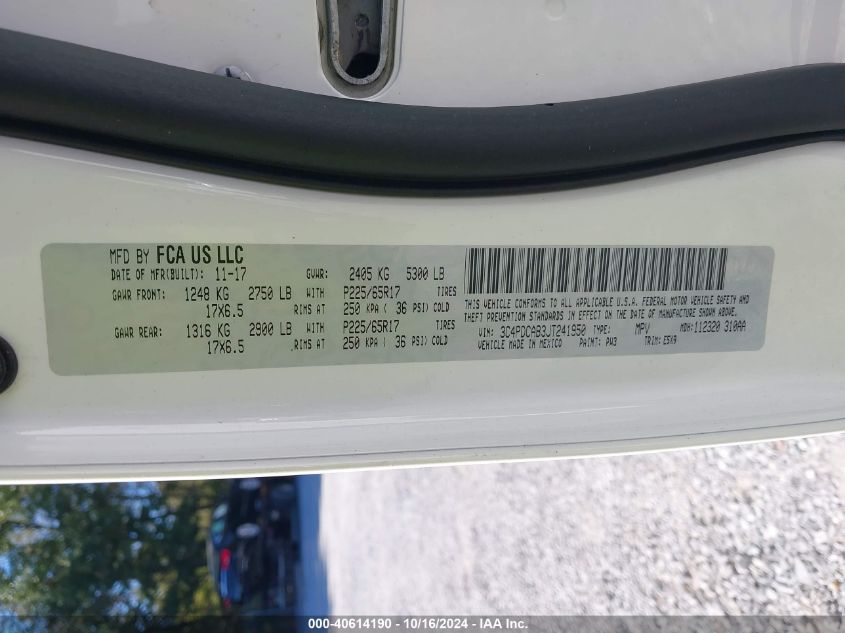 MFD BY FCA US LLC
DATE OF MFR(BUILT): 11-17 GVWR: 2405 KG 5300 LB
GAWR FRONT: 1248 KG 2750 LB WITH P225/65R17 TIRES
17X6.5 RIMS AT 250 KPA ( 36 PSI) COLD
GAWR REAR: 1316 KG 2900 LB WITH P225/65R17 TIRES
17X6.5 .RIMS AT 250 KPA ( 36 PSI) COLD
THIS VEHICLE CONFORMS TO ALL APPLICABLE U.S.A. FEDERAL MOTOR VEHICLE SAFETY AND
THEFT PREVENTION STANDARDS IN EFFECT ON THE DATE OF MANUFACTURE SHOWN ABOVE.
VIN: 3C4PDCAB3JT241950 TYPE: MPV MDH: 112320 310AA
VEHICLE MADE IN MEXICO PAINT: PW3 TRIM: E5X9
000-40614190 - 10/16/2024 - IAA Inc.